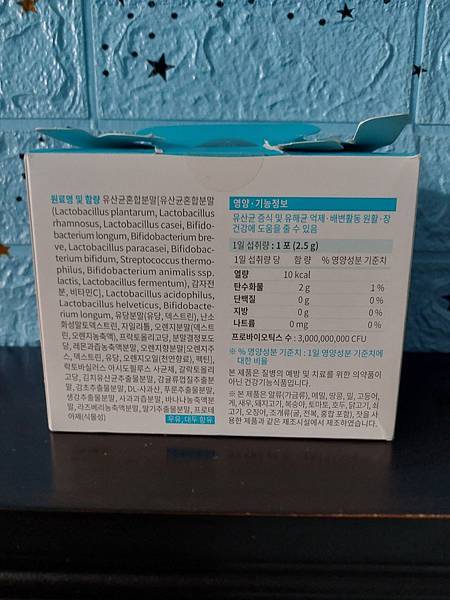 원료명 및 함량 유산균혼합분말[유산균혼합분말
(Lactobacillus plantarum, Lactobacillus
rhamnosus, Lactobacillus casei, Bifido-
bacterium longum, Bifidobacterium bre-
ve, Lactobacillus paracasei, Bifidobac-
terium bifidum, Streptococcus thermo-
philus, Bifidobacterium animalis ssp.
lactis, Lactobacillus fermentum), 감자전
분, 비타민C], Lactobacillus acidophilus,
Lactobacillus helveticus, Bifidobacte-
rium longum, 유당분말(유당, 덱스트린), 난소
화성말토덱스트린, 자일리톨, 오렌지분말(덱스트
린, 오렌지농축액), 프락토올리고당, 분말결정포도
당, 레몬과즙농축액분말, 오렌지향분말(오렌지주
스, 덱스트린, 유당, 오렌지오일(천연향료), 펙틴),
락토바실러스 아시도필루스 사균체, 갈락토올리
고당, 김치유산균추출물분말, 감귤류껍질추출물분
말, 감초추출물분말, DL-사과산, 푸룬추출물분말,
생강추출물분말, 사과과즙분말, 바나나농축액분
말, 라즈베리농축액분말, 딸기추출물분말, 프로테
아제(식물성)
우유, 대두 함유
영양·기능정보
유산균 증식 및 유해균 억제·배변활동 원활·장
건강에 도움을 줄 수 있음
1일 섭취량 : 1 포 (2.5 g)
1일 섭취량 당 함 량 % 영양성분 기준치
열량 10 kcal
탄수화물 2 g 1 %
단백질 0 g 0 %
지방 0 g 0 %
나트륨 0 mg 0 %
프로바이오틱스 수 : 3,000,000,000 CFU
※ % 영양성분 기준치 : 1일 영양성분 기준치에
대한 비율
본 제품은 질병의 예방 및 치료를 위한 의약품이
아닌 건강기능식품입니다.
※ 본 제품은 알류(가금류), 메밀, 땅콩, 밀, 고등어,
게, 새우, 돼지고기, 복숭아, 토마토, 호두, 닭고기, 쇠
고기, 오징어, 조개류(굴, 전복, 홍합 포함), 잣을 사
용한 제품과 같은 제조시설에서 제조하였습니다.